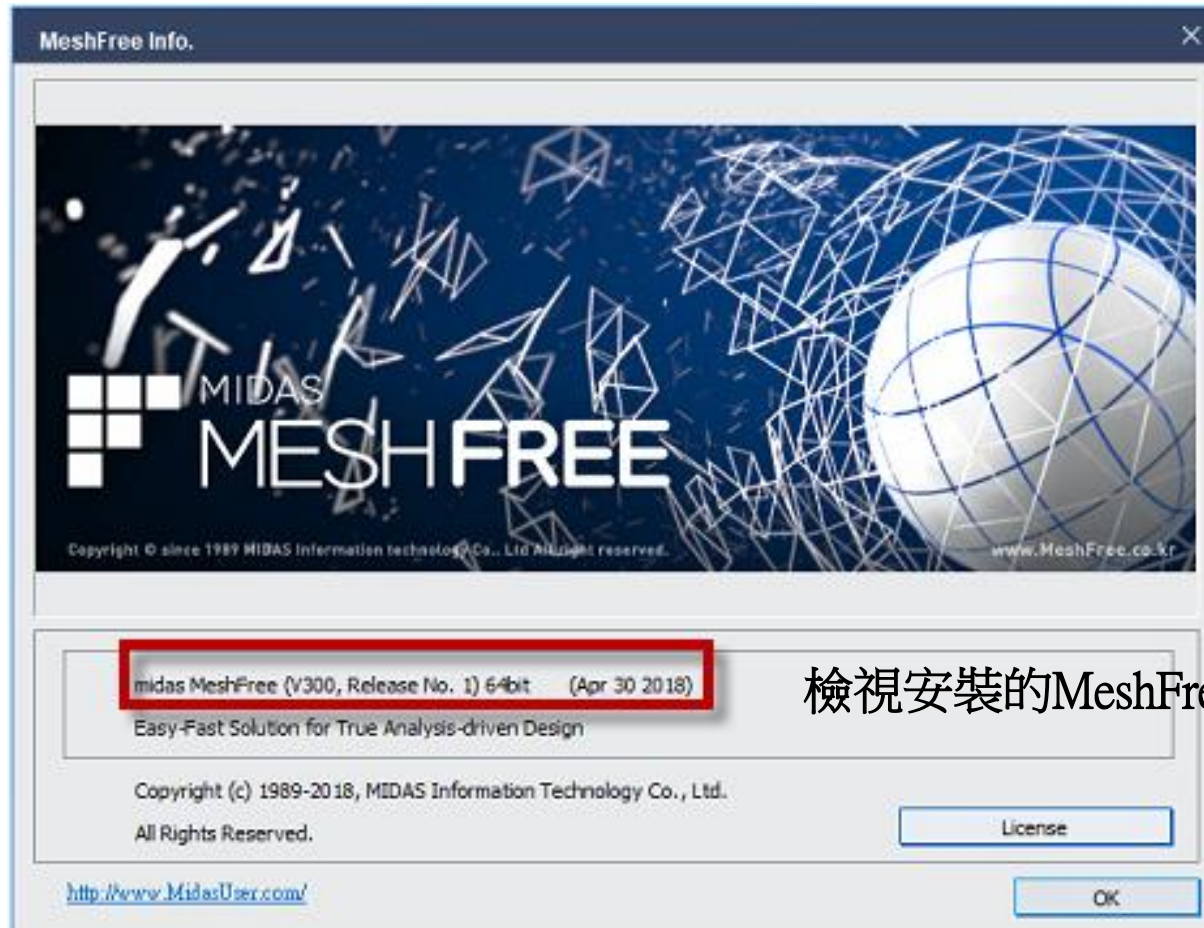 MeshFree Info.
MIDAS
MESHFREE
Copyright © since 1989 MIDAS Information technology Co., Ltd All right reserved.
www.MeshFree.co.kr
midas MeshFree (V300, Release No. 1) 64bit (Apr 30 2018)
檢視安裝的MeshFre
Easy-Fast Solution for True Analysis-driven Design
Copyright (c) 1989-2018, MIDAS Information Technology Co., Ltd.
All Rights Reserved.
License
http://www.MidasUser.com/
OK